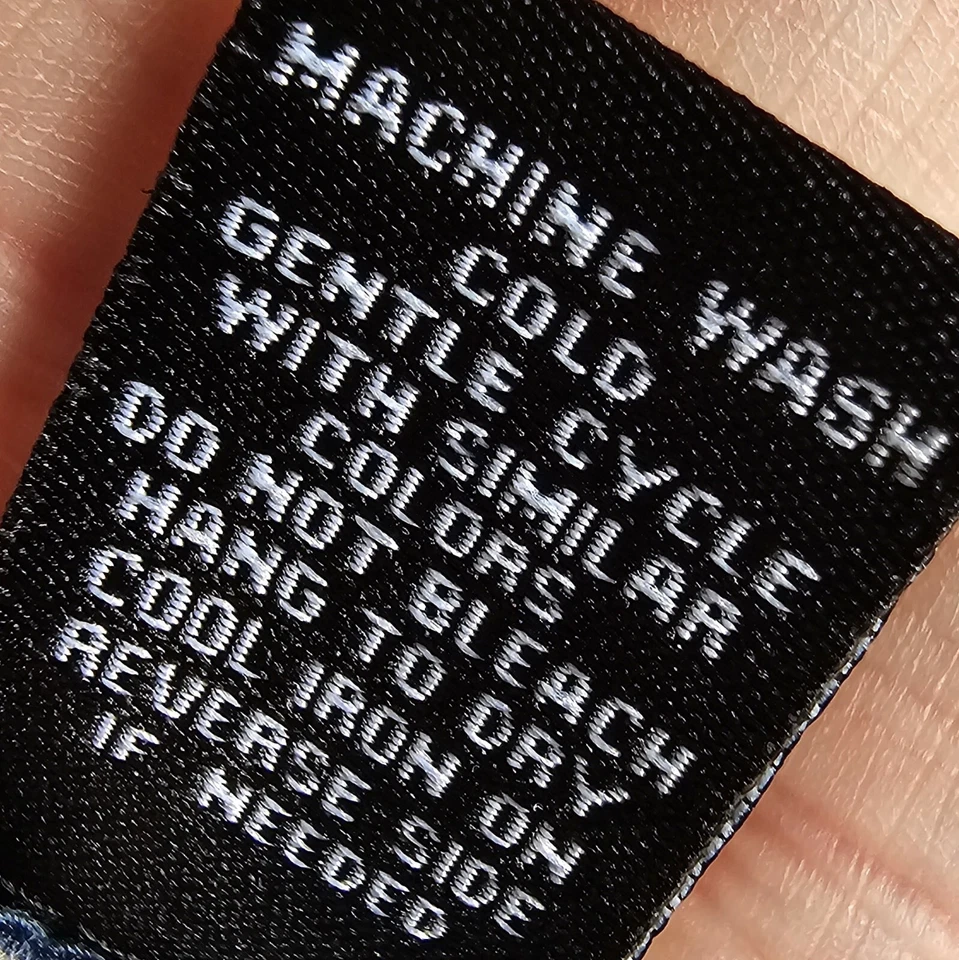 MACHINE WASH
COLD
GENTLE CYCLE
WITH SIMILAR
COLORS
DO NOT BLEACH
HANG TO DRY
COOL IRON ON
REVERSE SIDE
IF NEEDED